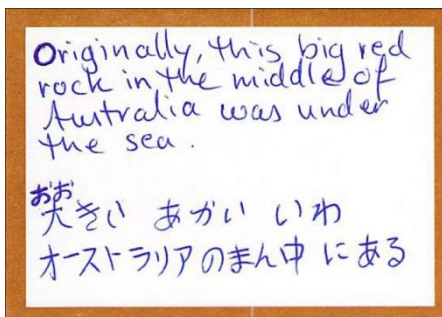 Originally, this big red
rock in the middle of
Australia was under
the sea.
おお
大きい あかい いわ
オーストラリアのまん中 にある